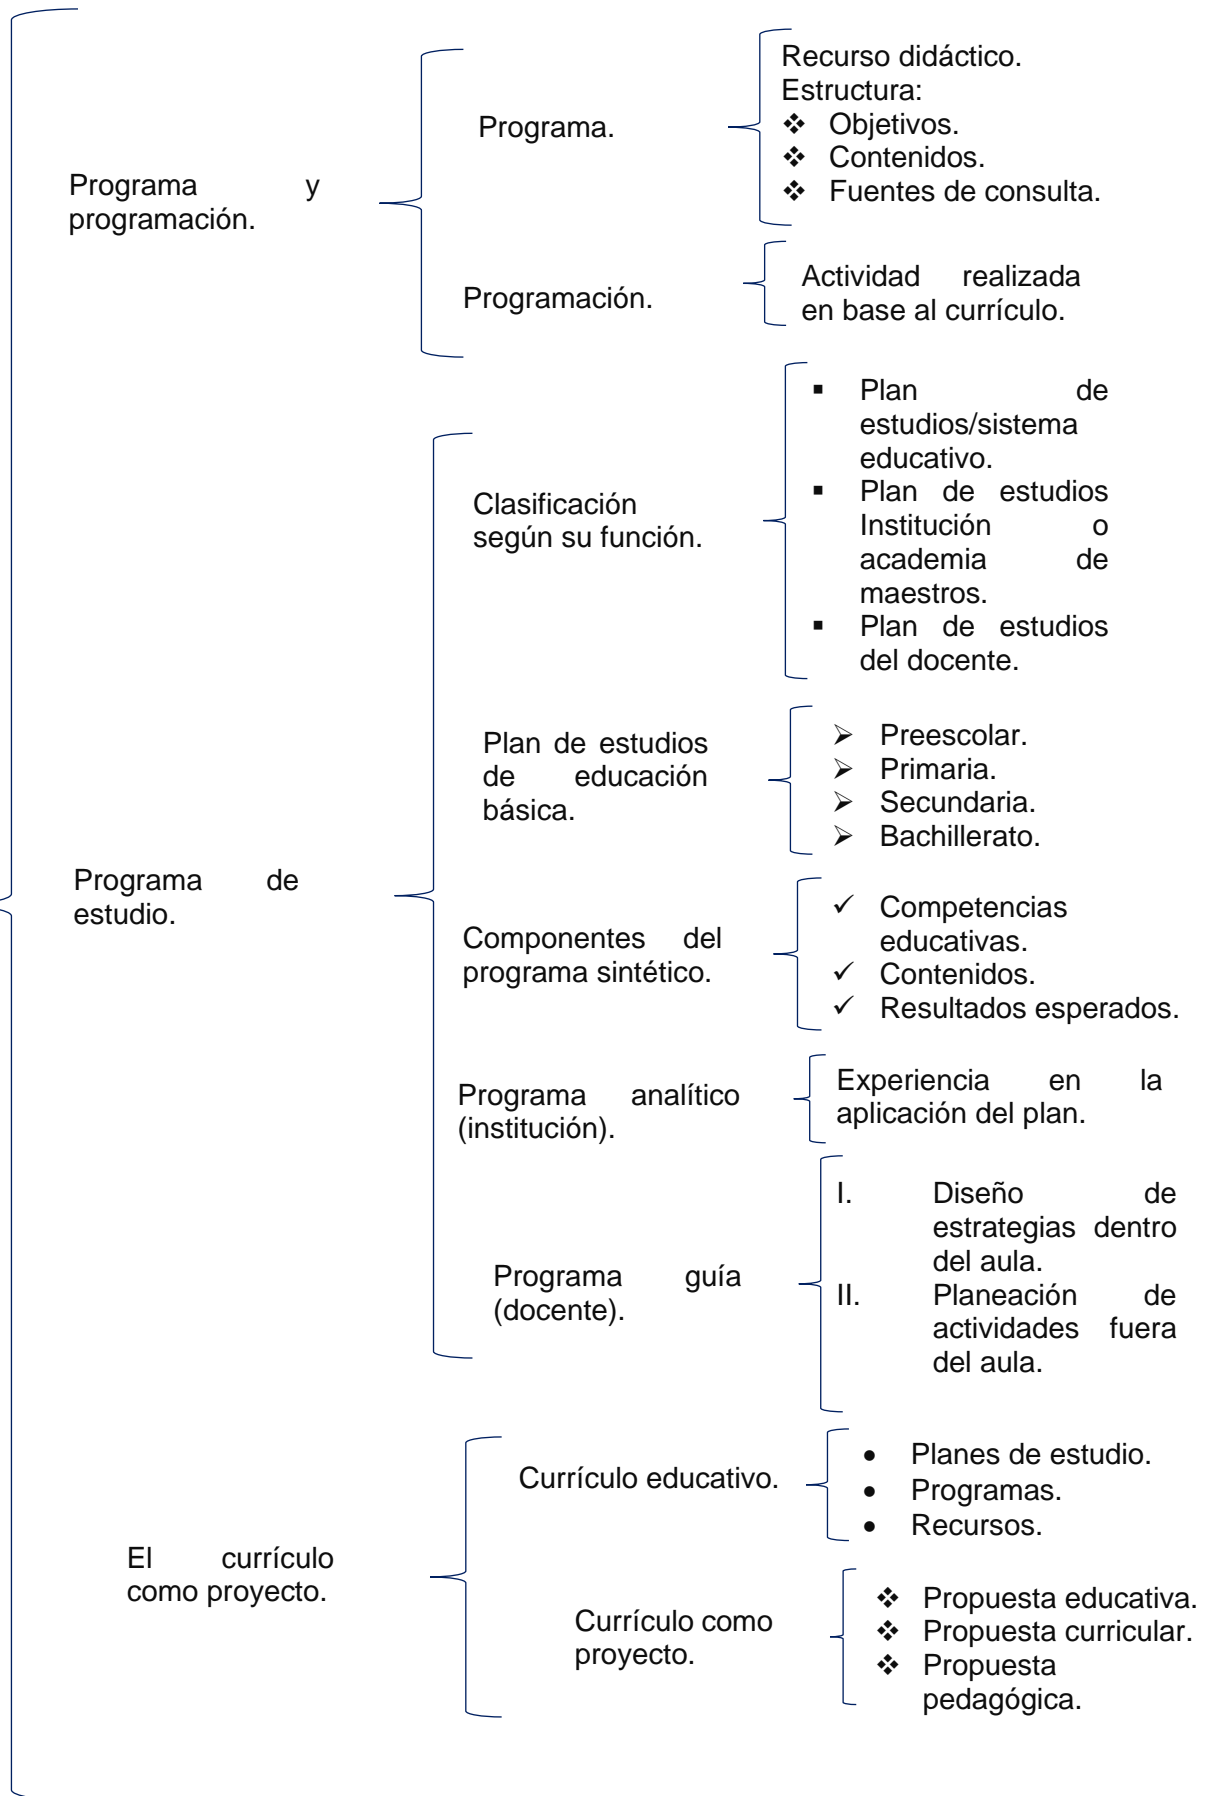 Programa y
programación.
Programa.
Recurso didáctico.
Estructura:
❖ Objetivos.
❖ Contenidos.
❖ Fuentes de consulta.
Programación.
Actividad realizada
en base al currículo.
Programa de
estudio.
Clasificación
según su función.
▪ Plan de
estudios/sistema
educativo.
▪ Plan de estudios
Institución o
academia de
maestros.
▪ Plan de estudios
del docente.
Plan de estudios
de educación
básica.
➢ Preescolar.
➢ Primaria.
➢ Secundaria.
➢ Bachillerato.
Componentes del
programa sintético.
✓ Competencias
educativas.
✓ Contenidos.
✓ Resultados esperados.
Programa analítico
(institución).
Experiencia en la
aplicación del plan.
Programa guía
(docente).
I. Diseño de
estrategias dentro
del aula.
II. Planeación de
actividades fuera
del aula.
El currículo
como proyecto.
Currículo educativo.
• Planes de estudio.
• Programas.
• Recursos.
Currículo como
proyecto.
❖ Propuesta educativa.
❖ Propuesta curricular.
❖ Propuesta
pedagógica.